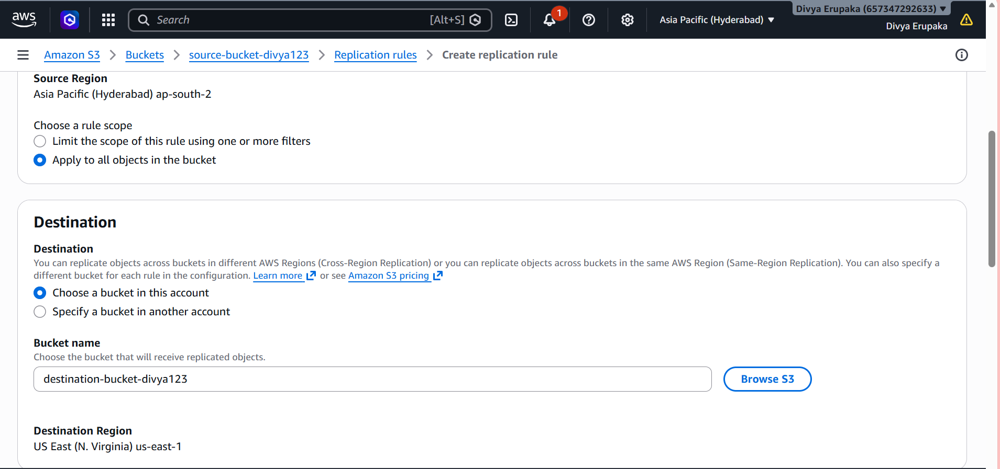 aws
Search [Alt+S]
1
Asia Pacific (Hyderabad) ▼
Divya Erupaka (657347292633) ▼
Divya Erupaka
Amazon S3 > Buckets > source-bucket-divya123 > Replication rules > Create replication rule
Source Region
Asia Pacific (Hyderabad) ap-south-2
Choose a rule scope
Limit the scope of this rule using one or more filters
Apply to all objects in the bucket
Destination
Destination
You can replicate objects across buckets in different AWS Regions (Cross-Region Replication) or you can replicate objects across buckets in the same AWS Region (Same-Region Replication). You can also specify a
different bucket for each rule in the configuration. Learn more or see Amazon S3 pricing
Choose a bucket in this account
Specify a bucket in another account
Bucket name
Choose the bucket that will receive replicated objects.
destination-bucket-divya123
Browse S3
Destination Region
US East (N. Virginia) us-east-1